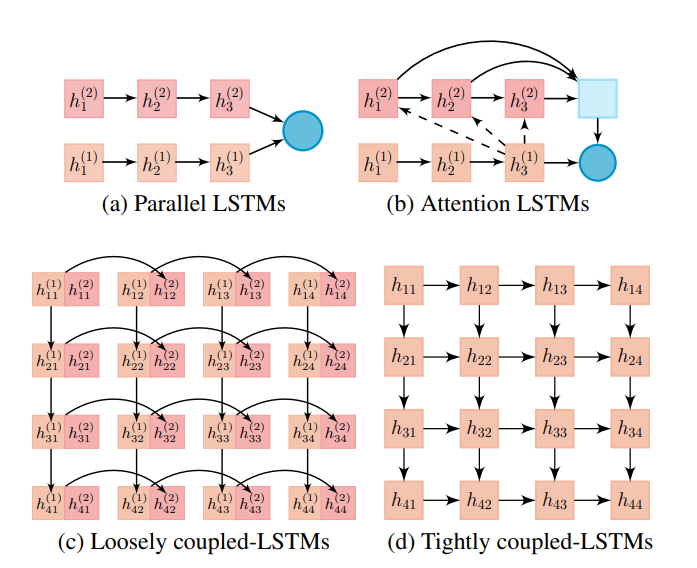 h_1^{(2)} h_2^{(2)} h_3^{(2)}
h_1^{(1)} h_2^{(1)} h_3^{(1)}
(a) Parallel LSTMs
h_1^{(2)} h_2^{(2)} h_3^{(2)}
h_1^{(1)} h_2^{(1)} h_3^{(1)}
(b) Attention LSTMs
h_{11}^{(1)} h_{11}^{(2)} h_{12}^{(1)} h_{12}^{(2)} h_{13}^{(1)} h_{13}^{(2)} h_{14}^{(1)} h_{14}^{(2)}
h_{21}^{(1)} h_{21}^{(2)} h_{22}^{(1)} h_{22}^{(2)} h_{23}^{(1)} h_{23}^{(2)} h_{24}^{(1)} h_{24}^{(2)}
h_{31}^{(1)} h_{31}^{(2)} h_{32}^{(1)} h_{32}^{(2)} h_{33}^{(1)} h_{33}^{(2)} h_{34}^{(1)} h_{34}^{(2)}
h_{41}^{(1)} h_{41}^{(2)} h_{42}^{(1)} h_{42}^{(2)} h_{43}^{(1)} h_{43}^{(2)} h_{44}^{(1)} h_{44}^{(2)}
(c) Loosely coupled-LSTMs
h_{11} h_{12} h_{13} h_{14}
h_{21} h_{22} h_{23} h_{24}
h_{31} h_{32} h_{33} h_{34}
h_{41} h_{42} h_{43} h_{44}
(d) Tightly coupled-LSTMs